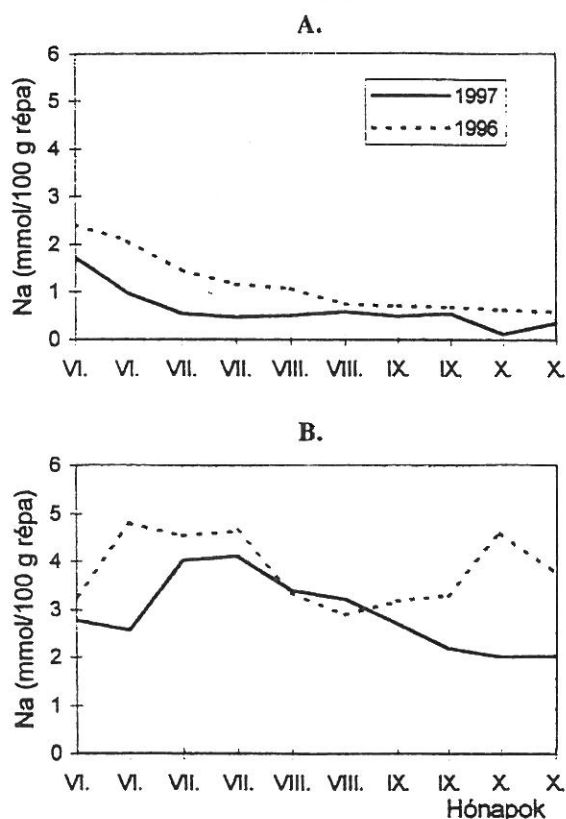 A.
Na (mmol/100 g répa)
6
5
4
3
2
1
0
1997
1996
VI. VI. VII. VII. VIII. VIII. IX. IX. X. X.
B.
Na (mmol/100 g répa)
6
5
4
3
2
1
0
VI. VI. VII. VII. VIII. VIII. IX. IX. X. X.
Hónapok